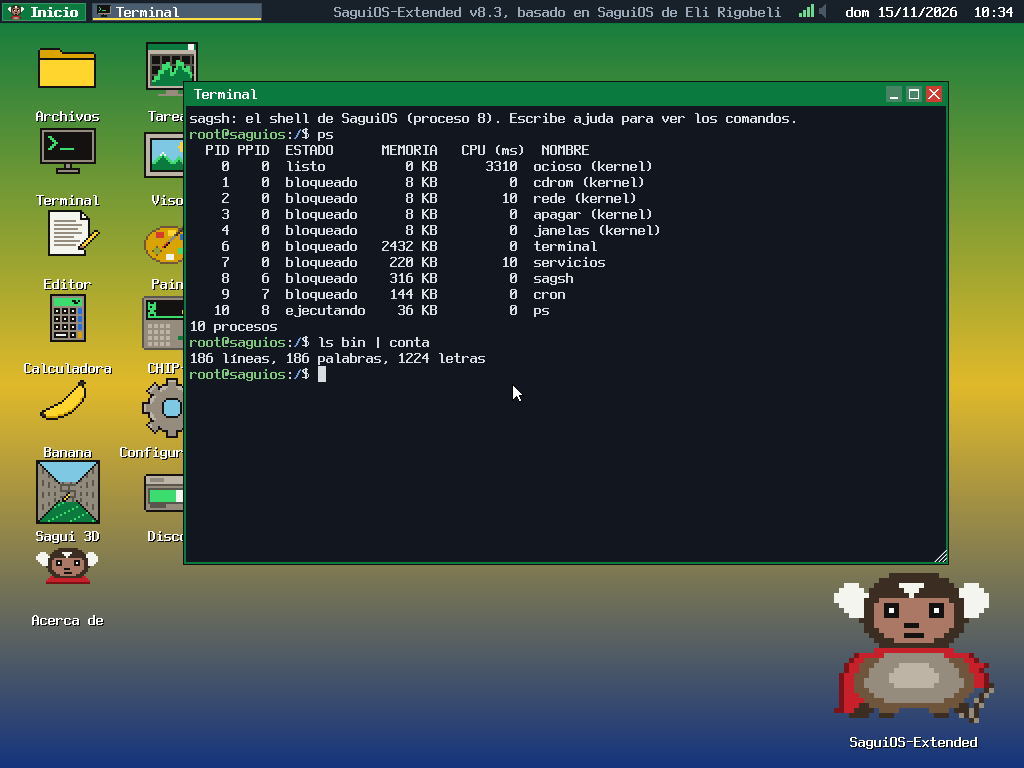 Inicio
Terminal
SaguiOS-Extended v8.3, basado en SaguiOS de Eli Rigobeli
dom 15/11/2026 10:34
Archivos
Terminal
Editor
Calculadora
Banana
Sagui 3D
Acerca de
Terminal
sagsh: el shell de SaguiOS (proceso 8). Escribe ayuda para ver los comandos.
root@saguios:/$ ps
PID PPID ESTADO MEMORIA CPU (ms) NOMBRE
0 0 listo 0 KB 3310 ocioso (kernel)
1 0 bloqueado 8 KB 0 cdrom (kernel)
2 0 bloqueado 8 KB 10 rede (kernel)
3 0 bloqueado 8 KB 0 apagar (kernel)
4 0 bloqueado 8 KB 0 janelas (kernel)
6 0 bloqueado 2432 KB 0 terminal
7 0 bloqueado 220 KB 10 servicios
8 6 bloqueado 316 KB 0 sagsh
9 7 bloqueado 144 KB 0 cron
10 8 ejecutando 36 KB 0 ps
10 procesos
root@saguios:/$ ls bin | conta
186 líneas, 186 palabras, 1224 letras
root@saguios:/$
SaguiOS-Extended